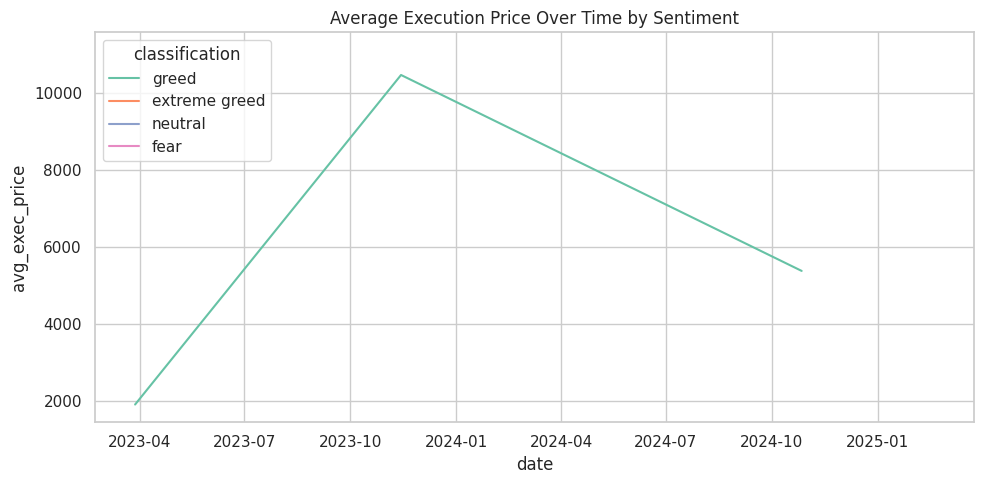 Average Execution Price Over Time by Sentiment
classification
greed
extreme greed
neutral
fear
avg_exec_price
10000
8000
6000
4000
2000
2023-04 2023-07 2023-10 2024-01 2024-04 2024-07 2024-10 2025-01
date